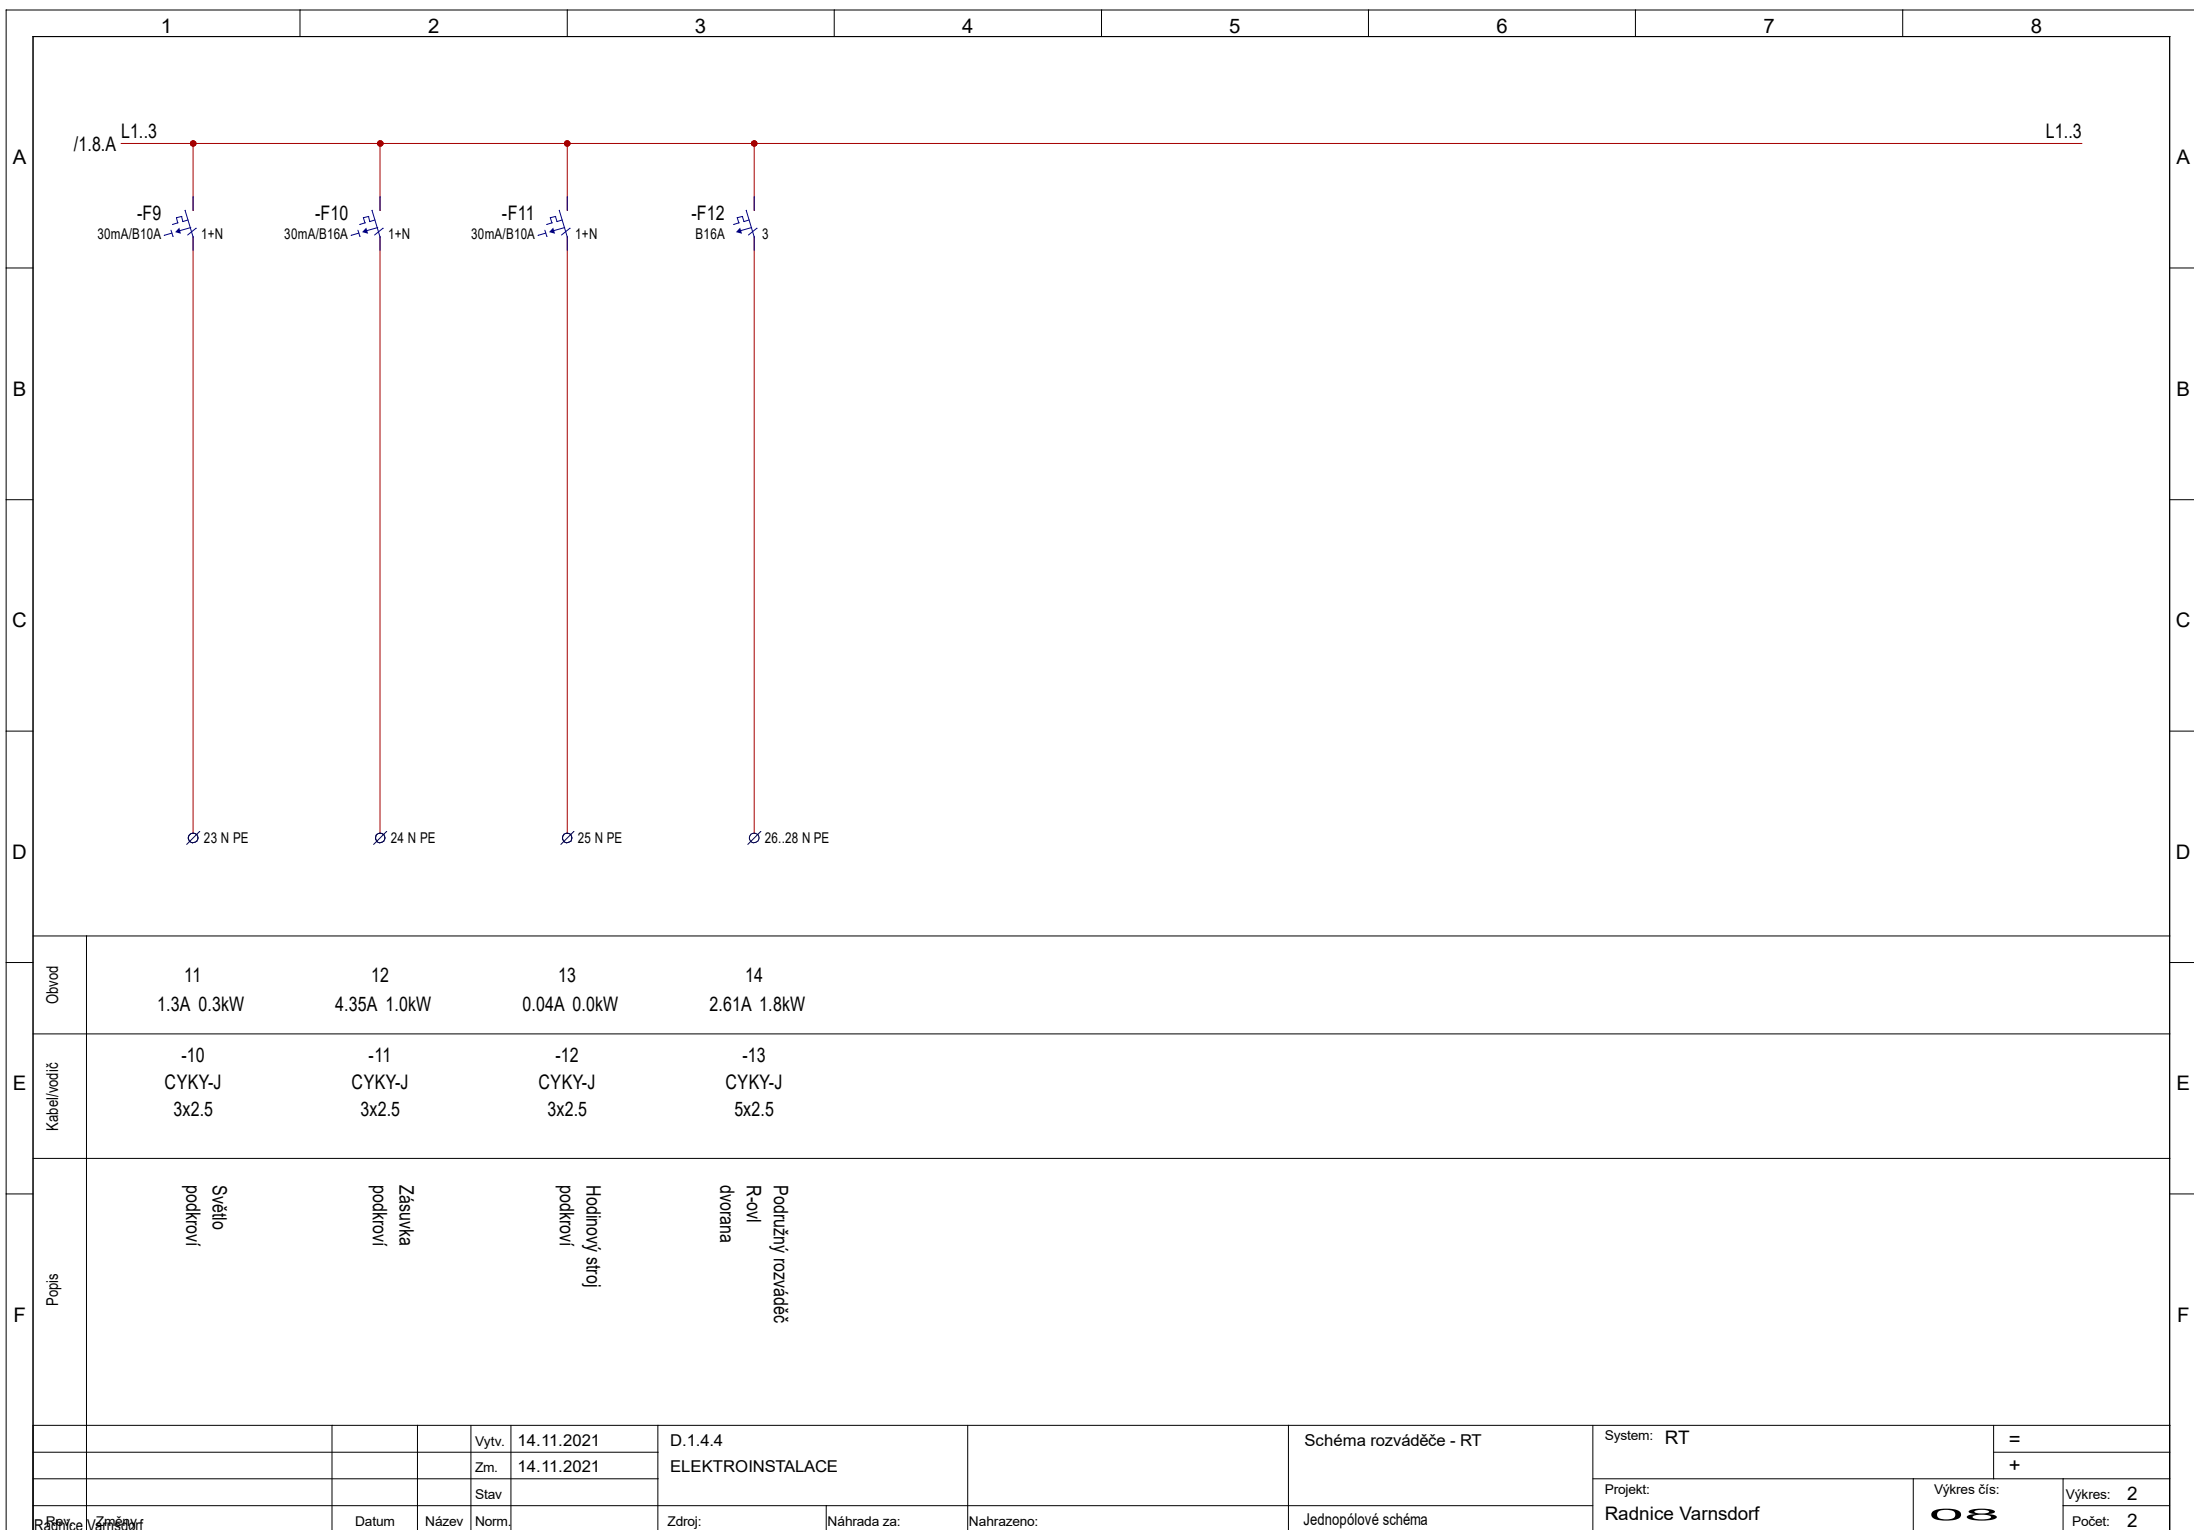 1 2 3 4 5 6 7 8
A A
B B
C C
D D
E E
F F
/1.8.A L1..3 L1..3
-F9 -F10 -F11 -F12
30mA/B10A 1+N 30mA/B16A 1+N 30mA/B10A 1+N B16A 3
23 N PE 24 N PE 25 N PE 26..28 N PE
Obvod
11 12 13 14
1.3A 0.3kW 4.35A 1.0kW 0.04A 0.0kW 2.61A 1.8kW
Kabel/vodič
-10 -11 -12 -13
CYKY-J CYKY-J CYKY-J CYKY-J
3x2.5 3x2.5 3x2.5 5x2.5
Popis
Světlo
podkroví
Zásuvka
podkroví
Hodinový stroj
podkroví
Podružný rozváděč
R-ovl
dvorana
Vytv. 14.11.2021 D.1.4.4 Schéma rozváděče - RT System: RT =
Zm. 14.11.2021 ELEKTROINSTALACE +
Stav Projekt: Výkres čís: Výkres: 2
Radnice Varnsdorf 08
Rev. Změny Datum Název Norm. Zdroj: Náhrada za: Nahrazeno: Jednopólové schéma Počet: 2
Radnice Varnsdorf